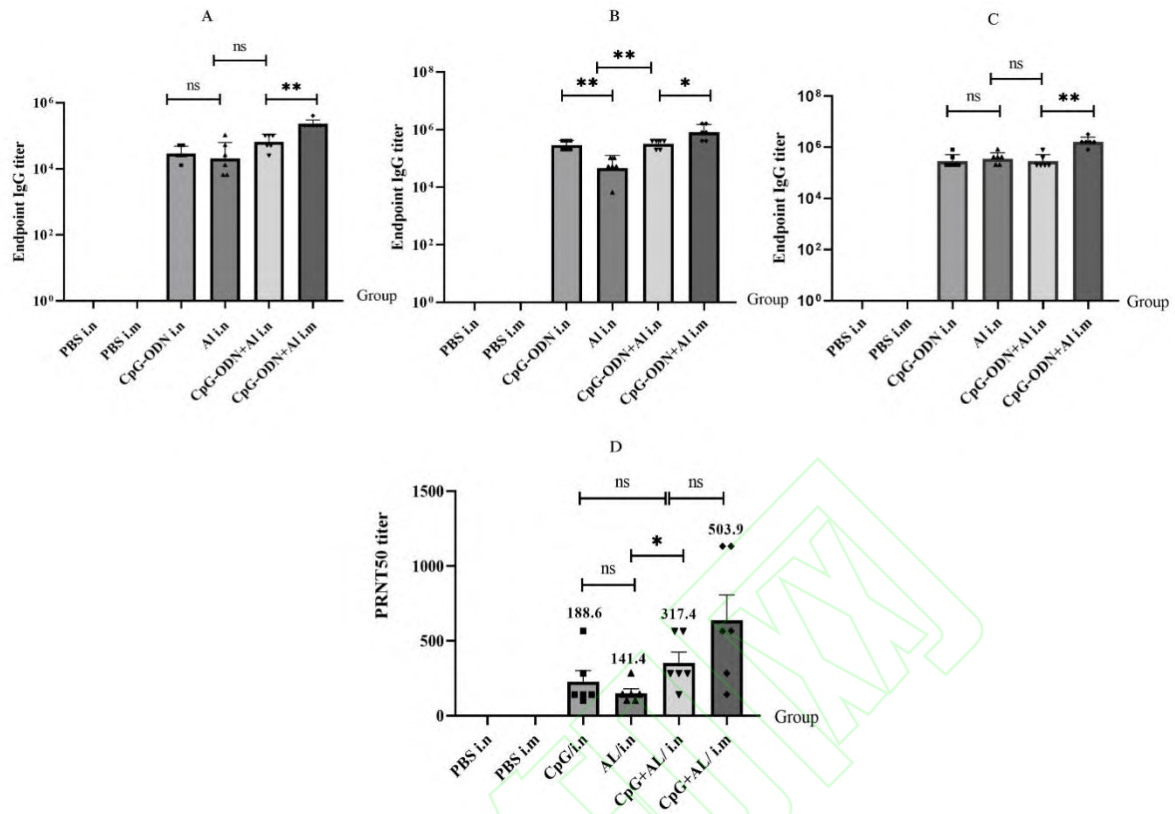 A
ns
ns
**
Endpoint IgG titer
10⁶
10⁴
10²
10⁰
PBS i.n
PBS i.m
CpG-ODN i.n
Al i.n
CpG-ODN+Al i.n
CpG-ODN+Al i.m
Group
B
**
**
*
Endpoint IgG titer
10⁸
10⁶
10⁴
10²
10⁰
PBS i.n
PBS i.m
CpG-ODN i.n
Al i.n
CpG-ODN+Al i.n
CpG-ODN+Al i.m
Group
C
ns
ns
**
Endpoint IgG titer
10⁸
10⁶
10⁴
10²
10⁰
PBS i.n
PBS i.m
CpG-ODN i.n
Al i.n
CpG-ODN+Al i.n
CpG-ODN+Al i.m
Group
D
ns
ns
*
ns
PRNT50 titer
1500
1000
500
0
188.6
141.4
317.4
503.9
PBS i.n
PBS i.m
CpG/i.n
AL/i.n
CpG+AL/ i.n
CpG+AL/ i.m
Group